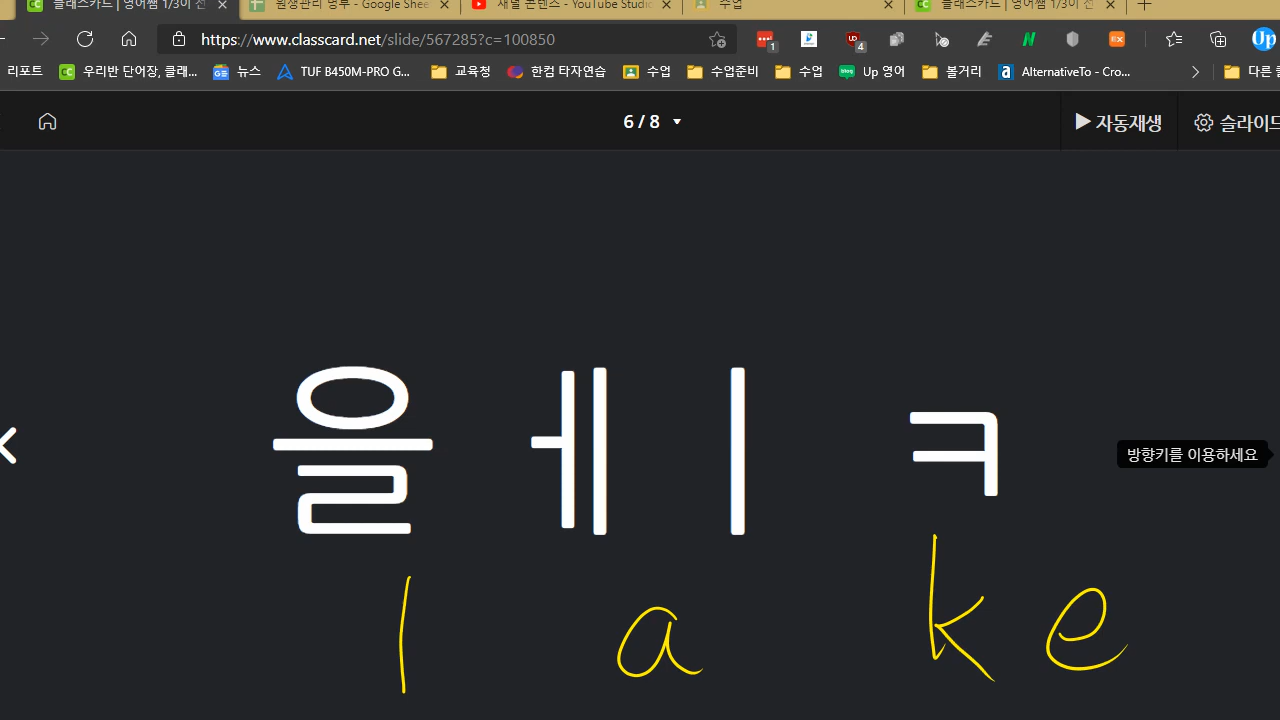 클래스카드 | 영어쌤 1/3이 선
원생관리 명부 - Google Shee
채널 콘텐츠 - YouTube Studio
수업
클래스카드 | 영어쌤 1/3이 선
https://www.classcard.net/slide/567285?c=100850
리포트 우리반 단어장, 클래... 뉴스 TUF B450M-PRO G... 교육청 한컴 타자연습 수업 수업준비 수업 Up 영어 볼거리 AlternativeTo - Cro... 다른
6 / 8 자동재생 슬라이드
을 ㅔ ㅣ ㅋ
방향키를 이용하세요
l a k e